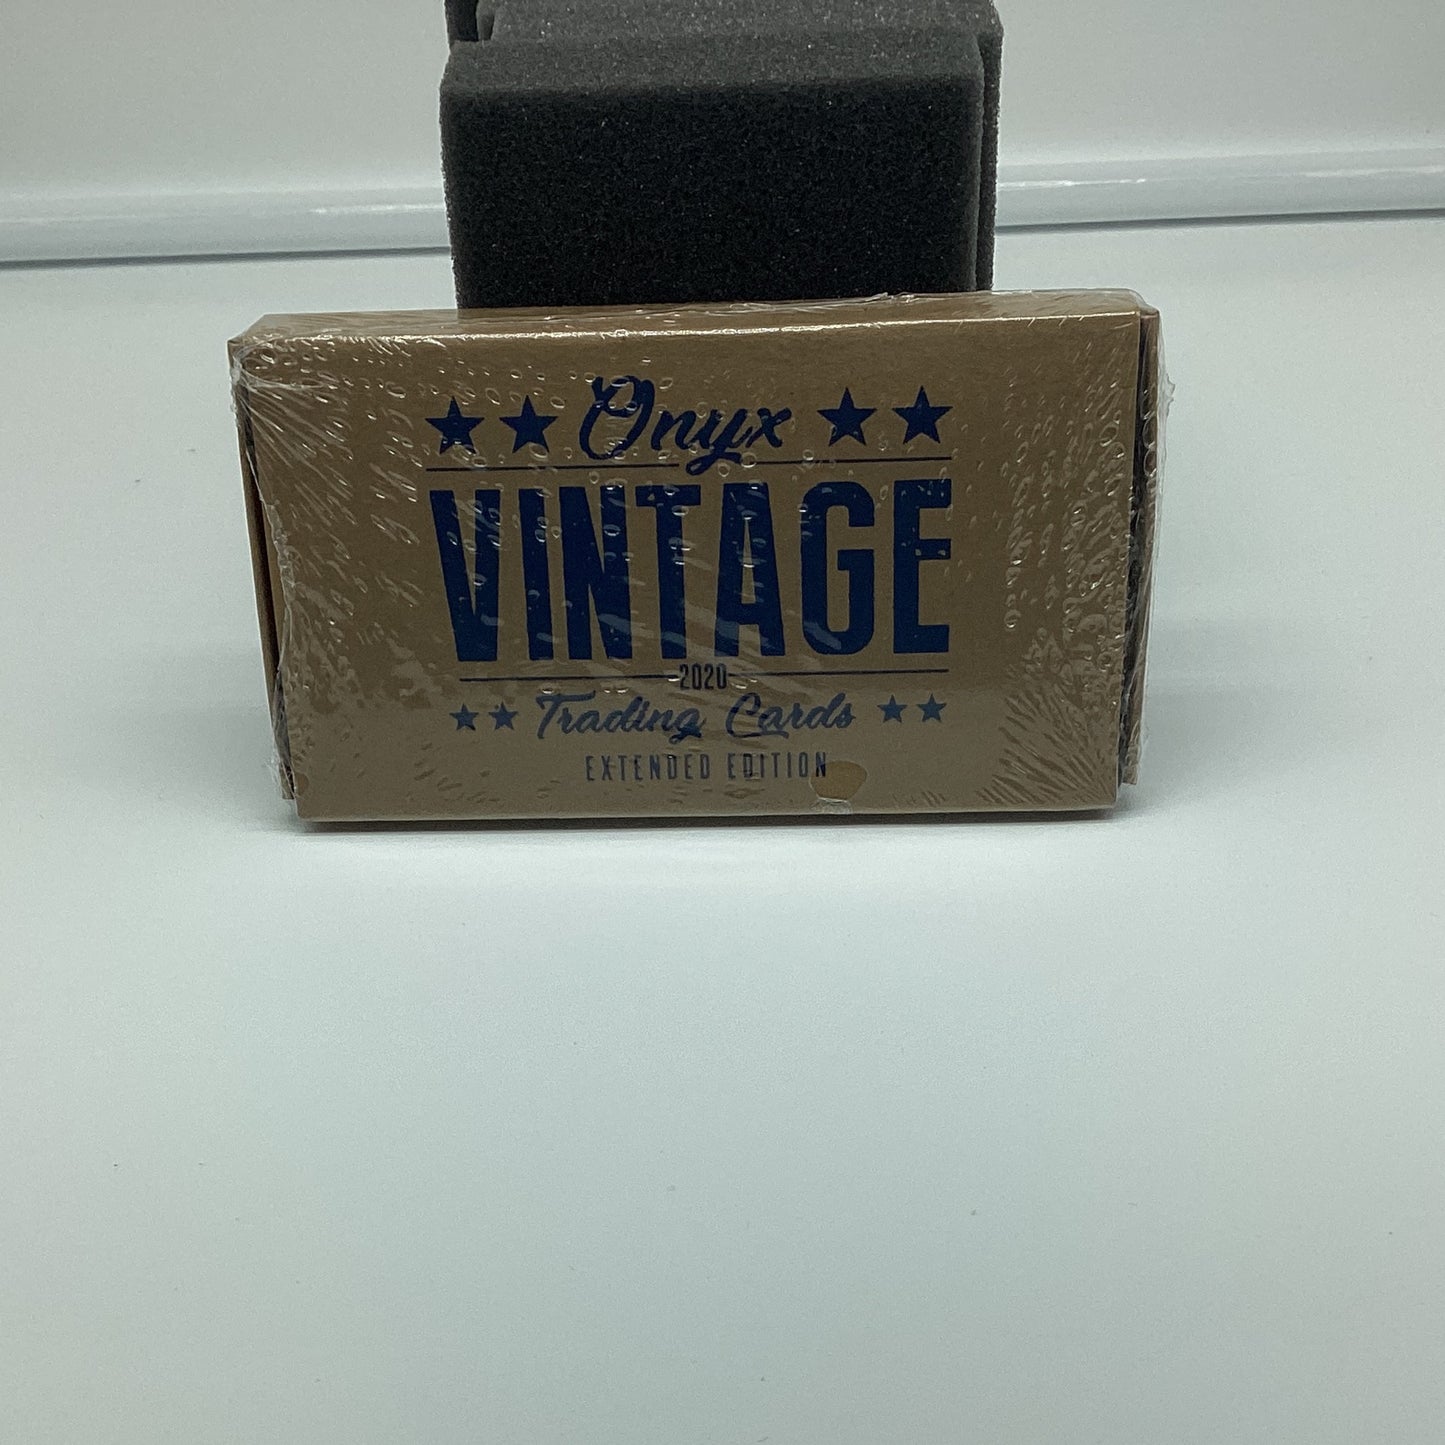 Onyx
VINTAGE
2020
Trading Cards
EXTENDED EDITION